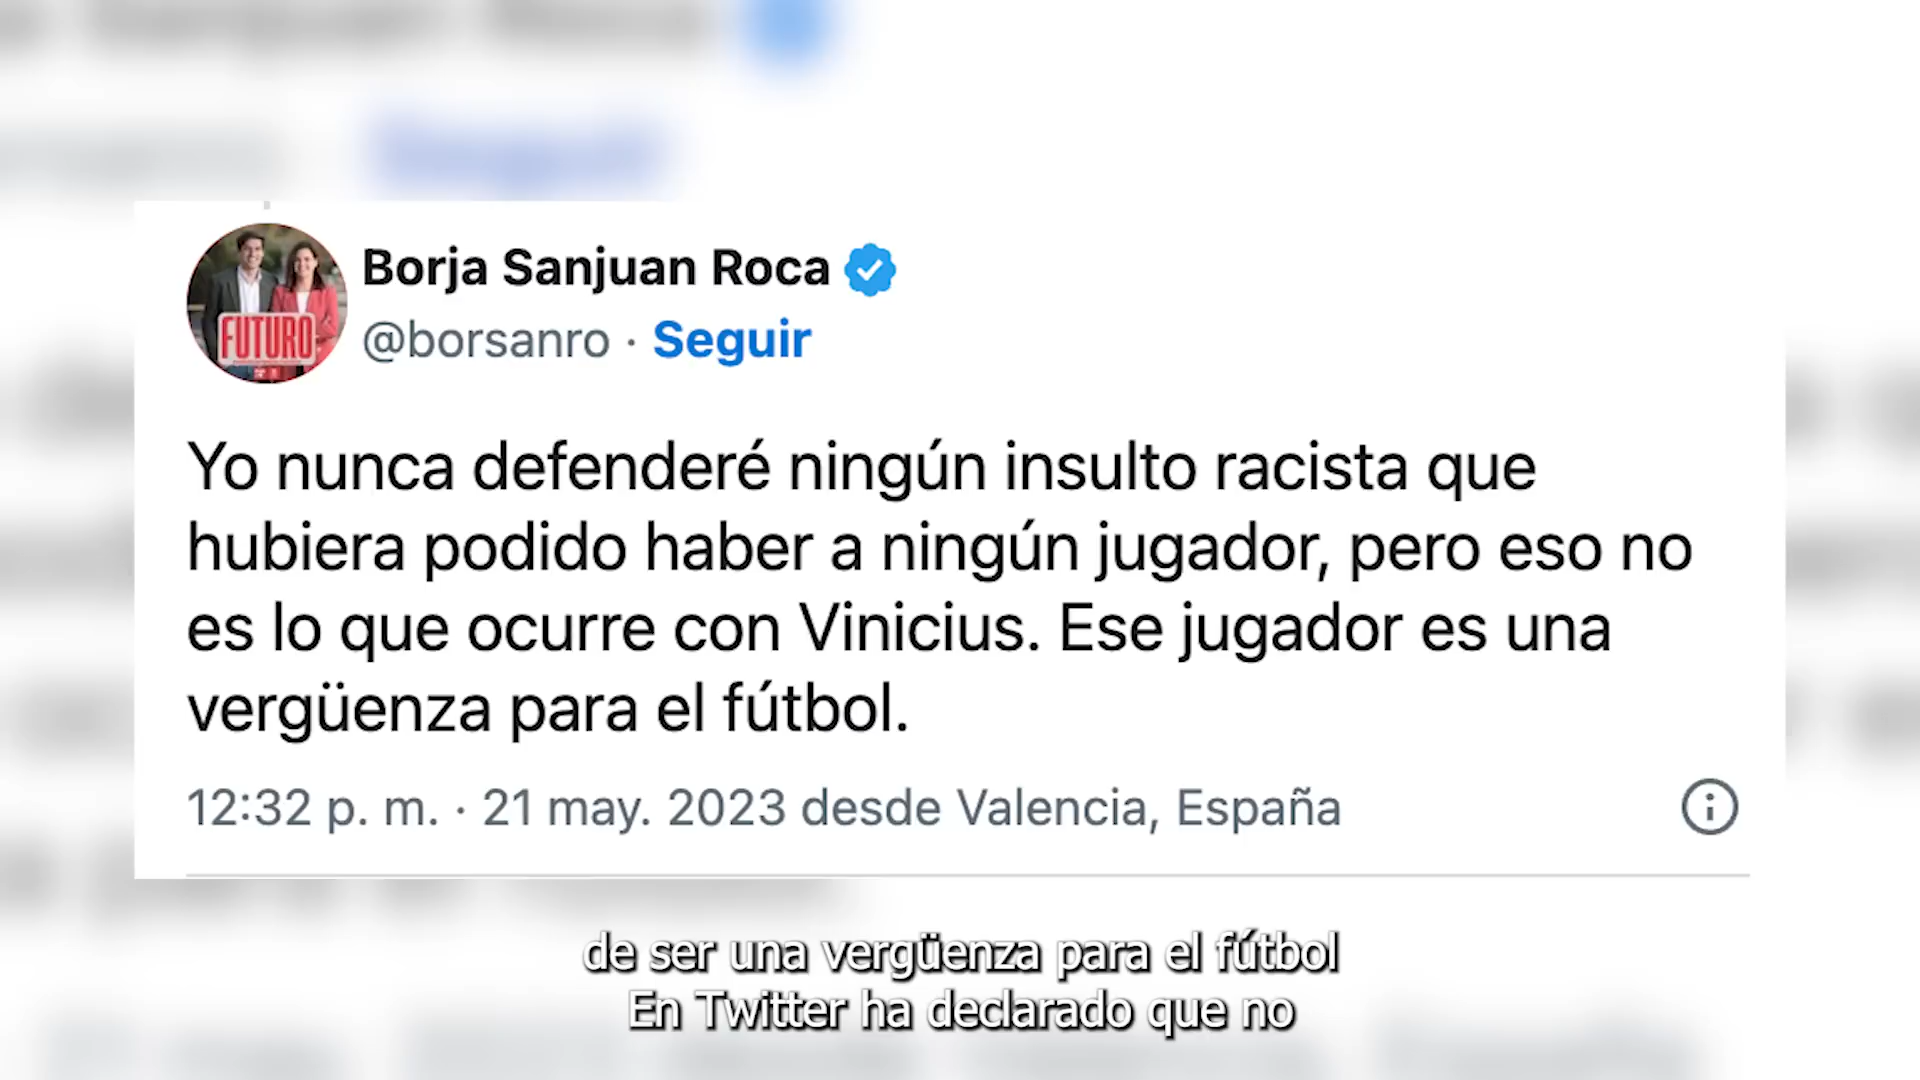 Borja Sanjuan Roca
@borsanro · Seguir
FUTURO
Yo nunca defenderé ningún insulto racista que
hubiera podido haber a ningún jugador, pero eso no
es lo que ocurre con Vinicius. Ese jugador es una
vergüenza para el fútbol.
12:32 p. m. · 21 may. 2023 desde Valencia, España
de ser una vergüenza para el fútbol
En Twitter ha declarado que no